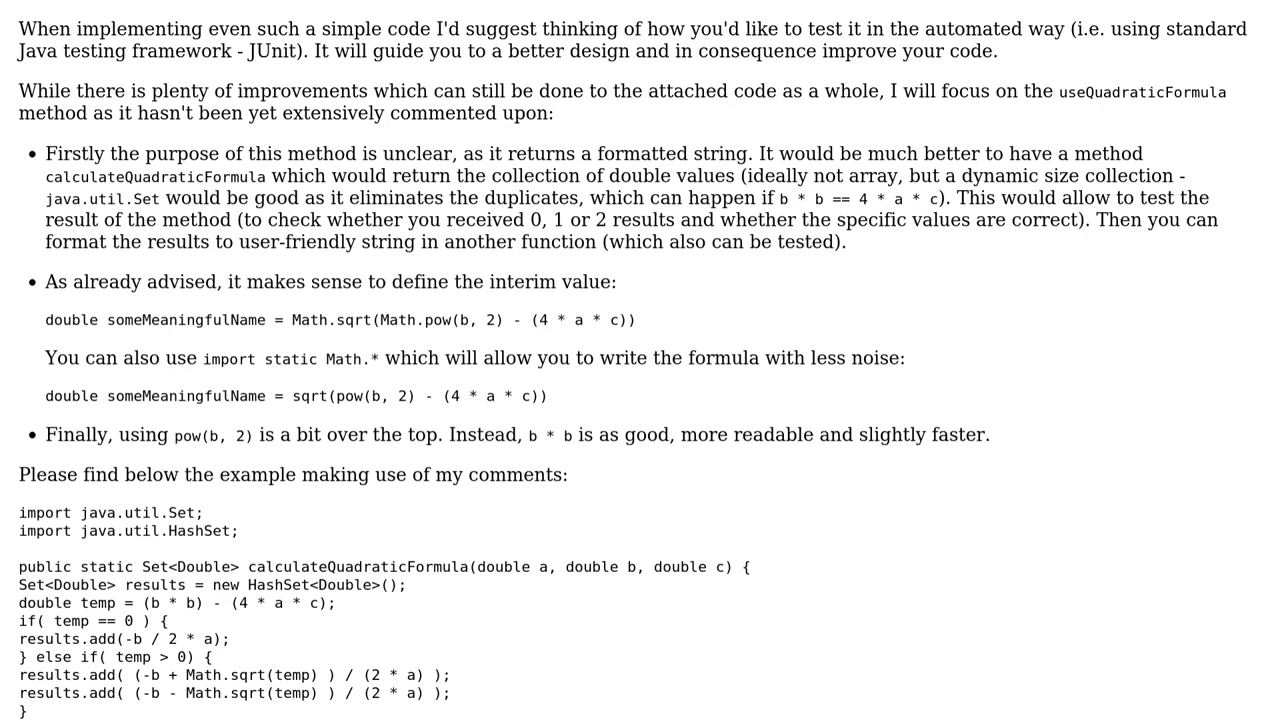 When implementing even such a simple code I'd suggest thinking of how you'd like to test it in the automated way (i.e. using standard
Java testing framework - JUnit). It will guide you to a better design and in consequence improve your code.
While there is plenty of improvements which can still be done to the attached code as a whole, I will focus on the useQuadraticFormula
method as it hasn't been yet extensively commented upon:
• Firstly the purpose of this method is unclear, as it returns a formatted string. It would be much better to have a method
calculateQuadraticFormula which would return the collection of double values (ideally not array, but a dynamic size collection -
java.util.Set would be good as it eliminates the duplicates, which can happen if b * b == 4 * a * c). This would allow to test the
result of the method (to check whether you received 0, 1 or 2 results and whether the specific values are correct). Then you can
format the results to user-friendly string in another function (which also can be tested).
• As already advised, it makes sense to define the interim value:
double someMeaningfulName = Math.sqrt(Math.pow(b, 2) - (4 * a * c))
You can also use import static Math.* which will allow you to write the formula with less noise:
double someMeaningfulName = sqrt(pow(b, 2) - (4 * a * c))
• Finally, using pow(b, 2) is a bit over the top. Instead, b * b is as good, more readable and slightly faster.
Please find below the example making use of my comments:
import java.util.Set;
import java.util.HashSet;
public static Set<Double> calculateQuadraticFormula(double a, double b, double c) {
Set<Double> results = new HashSet<Double>();
double temp = (b * b) - (4 * a * c);
if( temp == 0 ) {
results.add(-b / 2 * a);
} else if( temp > 0) {
results.add( (-b + Math.sqrt(temp) ) / (2 * a) );
results.add( (-b - Math.sqrt(temp) ) / (2 * a) );
}